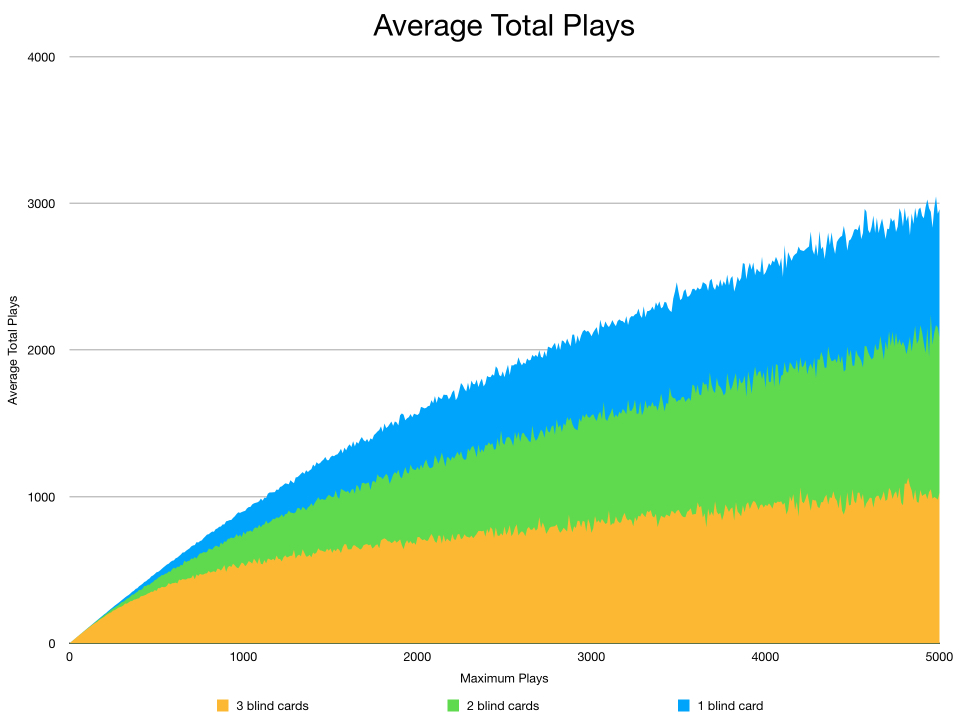 Average Total Plays
4000
3000
2000
1000
0
Average Total Plays
0 1000 2000 3000 4000 5000
Maximum Plays
3 blind cards 2 blind cards 1 blind card